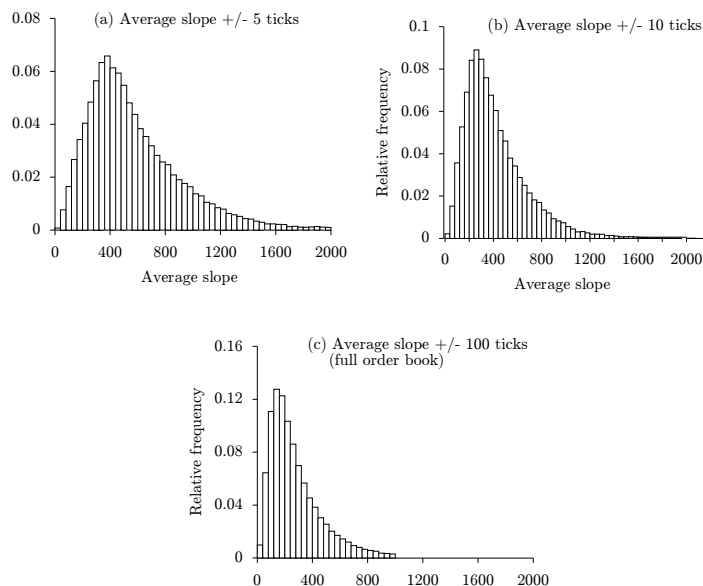 (a) Average slope +/- 5 ticks
0.08
0.06
0.04
0.02
0
0 400 800 1200 1600 2000
Average slope
(b) Average slope +/- 10 ticks
Relative frequency
0.1
0.08
0.06
0.04
0.02
0
0 400 800 1200 1600 2000
Average slope
(c) Average slope +/- 100 ticks
(full order book)
Relative frequency
0.16
0.12
0.08
0.04
0
0 400 800 1200 1600 2000